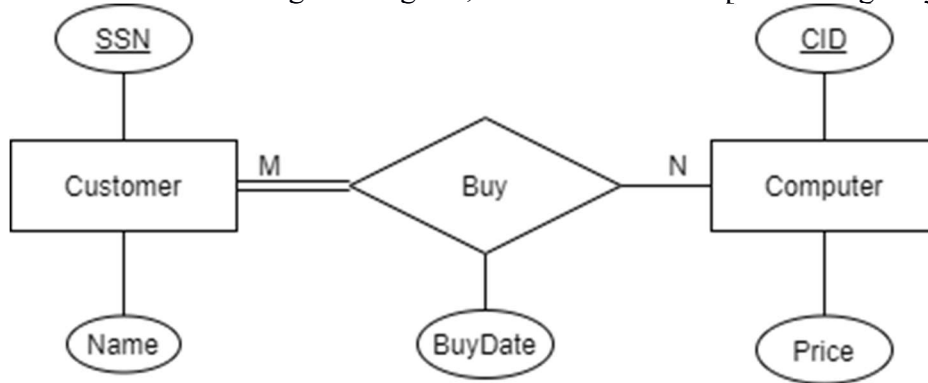 SSN
CID
M
N
Customer
Buy
Computer
Name
BuyDate
Price